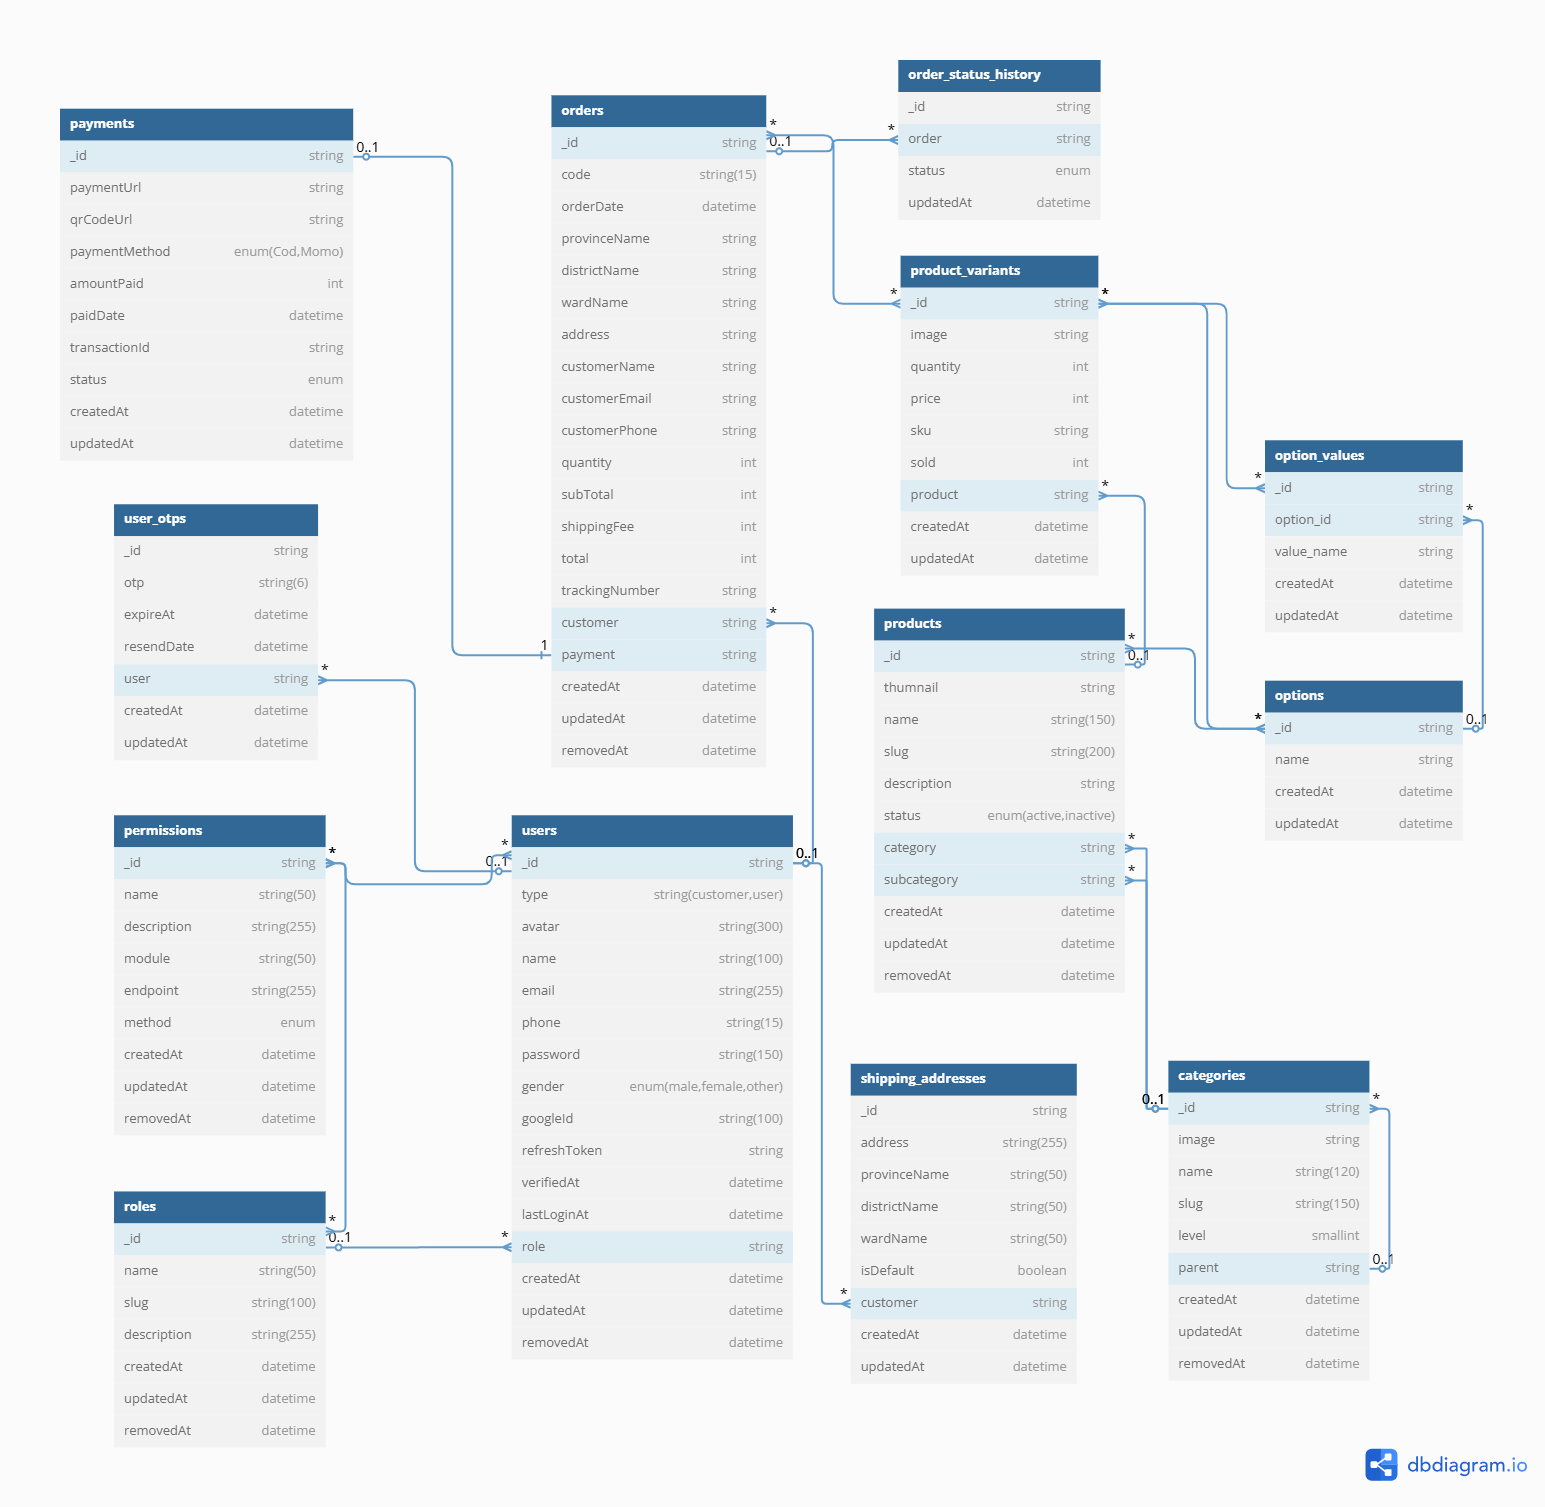 payments
_id string
paymentUrl string
qrCodeUrl string
paymentMethod enum(Cod,Momo)
amountPaid int
paidDate datetime
transactionId string
status enum
createdAt datetime
updatedAt datetime
0..1
orders
_id string
code string(15)
orderDate datetime
provinceName string
districtName string
wardName string
address string
customerName string
customerEmail string
customerPhone string
quantity int
subTotal int
shippingFee int
total int
trackingNumber string
customer string
payment string
createdAt datetime
updatedAt datetime
removedAt datetime
*
0..1
*
1
order_status_history
_id string
order string
status enum
updatedAt datetime
*
product_variants
_id string
image string
quantity int
price int
sku string
sold int
product string
createdAt datetime
updatedAt datetime
*
*
*
option_values
_id string
option_id string
value_name string
createdAt datetime
updatedAt datetime
*
*
user_otps
_id string
otp string(6)
expireAt datetime
resendDate datetime
user string
createdAt datetime
updatedAt datetime
*
products
_id string
thumnail string
name string(150)
slug string(200)
description string
status enum(active,inactive)
category string
subcategory string
createdAt datetime
updatedAt datetime
removedAt datetime
*
0..1
*
*
options
_id string
name string
createdAt datetime
updatedAt datetime
*
0..1
permissions
_id string
name string(50)
description string(255)
module string(50)
endpoint string(255)
method enum
createdAt datetime
updatedAt datetime
removedAt datetime
*
users
_id string
type string(customer,user)
avatar string(300)
name string(100)
email string(255)
phone string(15)
password string(150)
gender enum(male,female,other)
googleId string(100)
refreshToken string
verifiedAt datetime
lastLoginAt datetime
role string
createdAt datetime
updatedAt datetime
removedAt datetime
*
0..1
0..1
*
shipping_addresses
_id string
address string(255)
provinceName string(50)
districtName string(50)
wardName string(50)
isDefault boolean
customer string
createdAt datetime
updatedAt datetime
*
categories
_id string
image string
name string(120)
slug string(150)
level smallint
parent string
createdAt datetime
updatedAt datetime
removedAt datetime
0..1
*
0..1
roles
_id string
name string(50)
slug string(100)
description string(255)
createdAt datetime
updatedAt datetime
removedAt datetime
*
0..1
dbdiagram.io